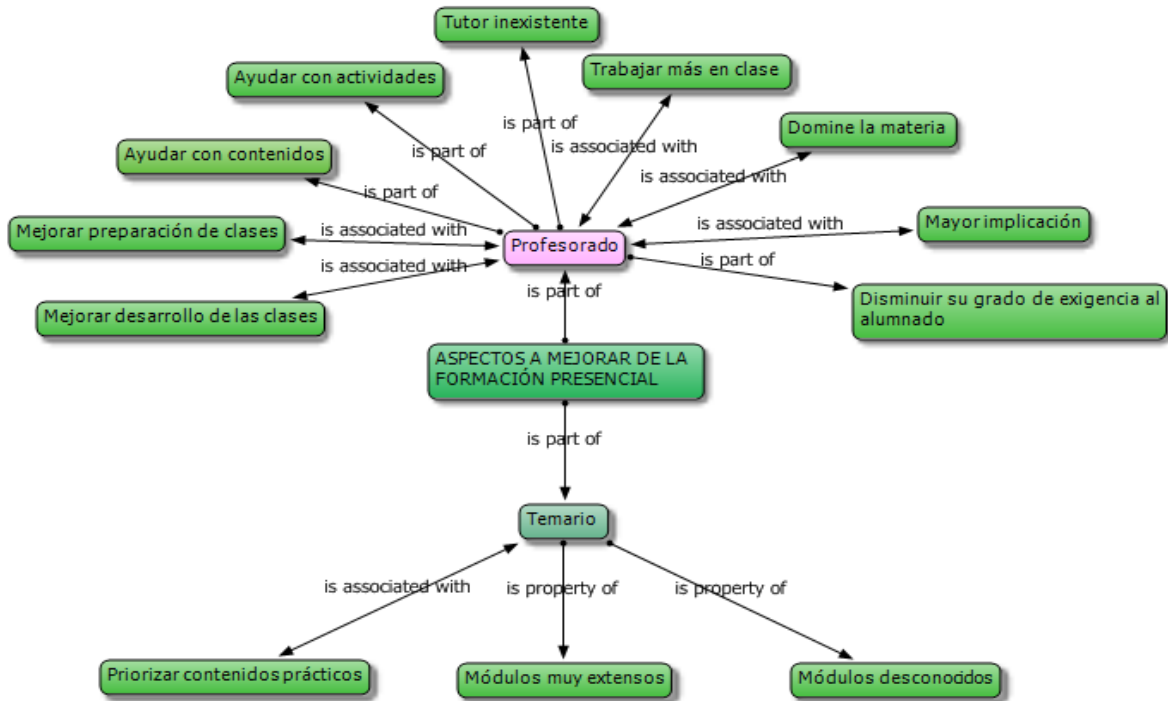 Tutor inexistente
Ayudar con actividades
Trabajar más en clase
is part of
Domine la materia
is part of
is associated with
Ayudar con contenidos
is associated with
is part of
Mejorar preparación de clases
is associated with
Profesorado
is associated with
Mayor implicación
is associated with
is part of
is part of
Mejorar desarrollo de las clases
Disminuir su grado de exigencia al
alumnado
ASPECTOS A MEJORAR DE LA
FORMACIÓN PRESENCIAL
is part of
Temario
is associated with
is property of
is property of
Priorizar contenidos prácticos
Módulos muy extensos
Módulos desconocidos